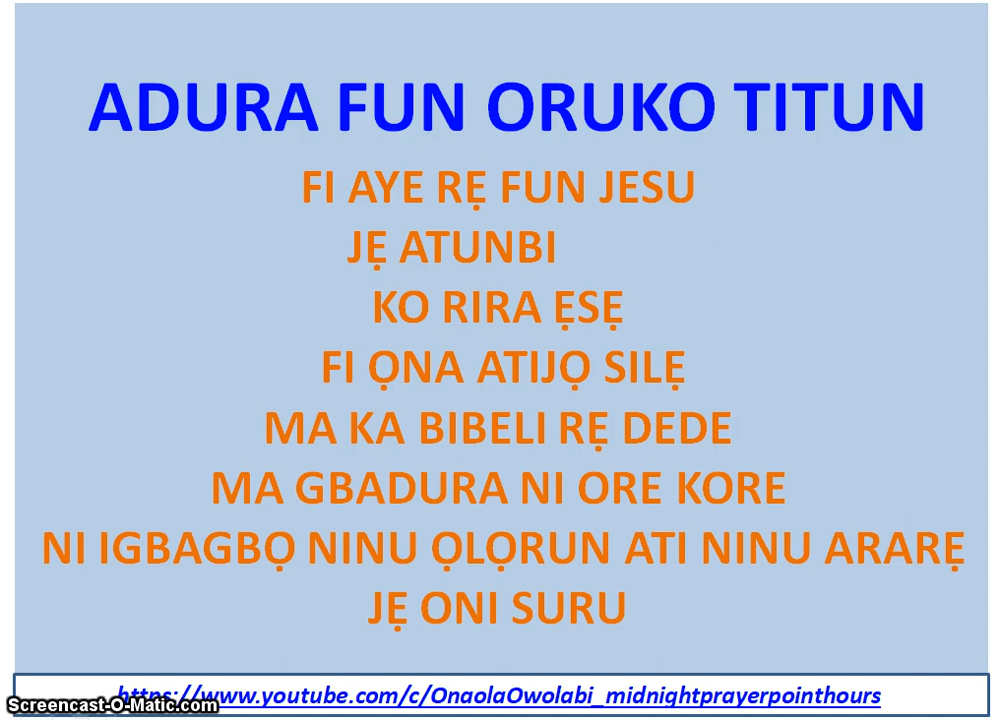 ADURA FUN ORUKO TITUN
FI AYE RẸ FUN JESU
JẸ ATUNBI
KO RIRA ẸSẸ
FI ỌNA ATIJỌ SILẸ
MA KA BIBELI RẸ DEDE
MA GBADURA NI ORE KORE
NI IGBAGBỌ NINU ỌLỌRUN ATI NINU ARARẸ
JẸ ONI SURU
https://www.youtube.com/c/OnaolaOwolabi_midnightprayerpointhours
Screencast-O-Matic.com